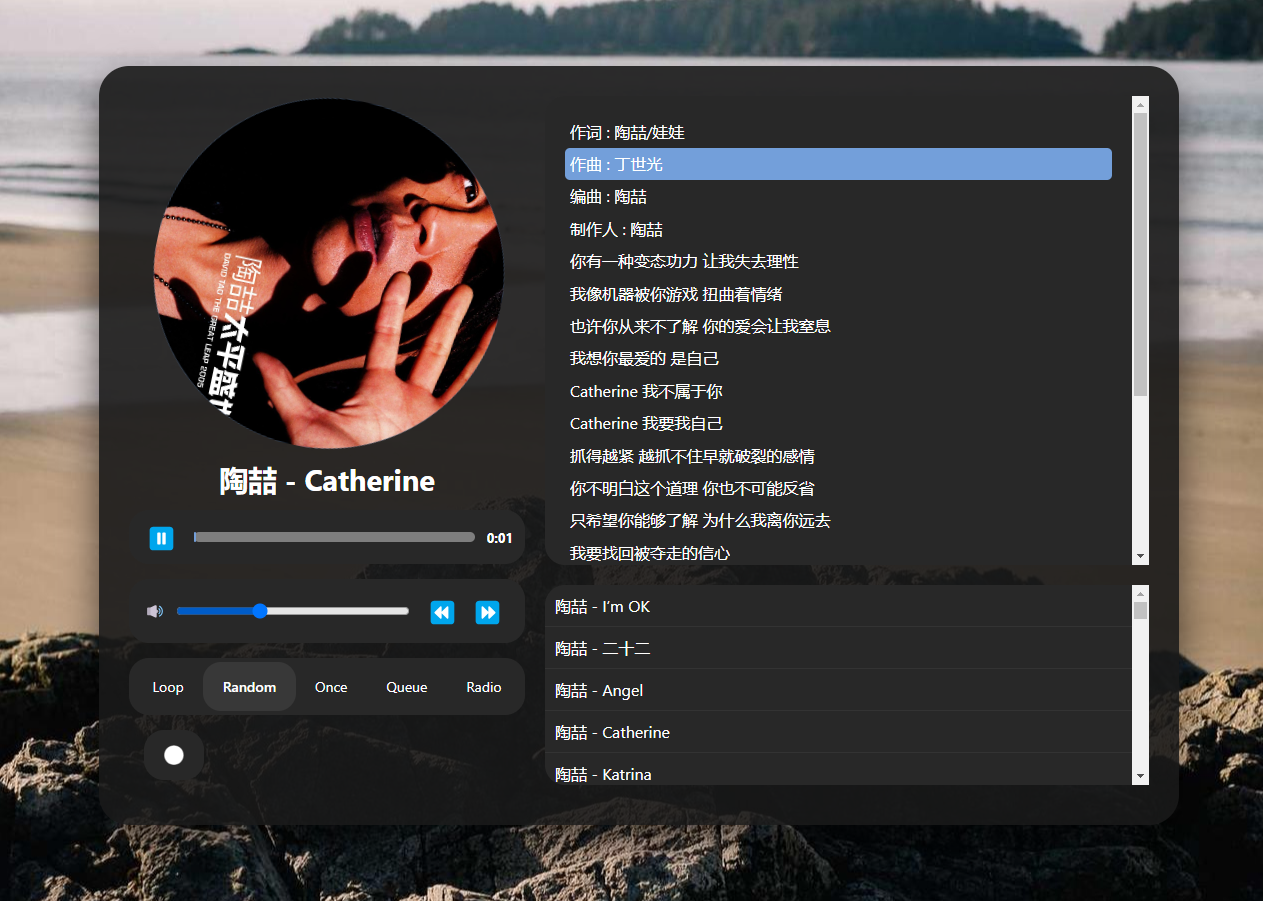 陶喆太平盛世
DAVID TAO THE GREAT LEAP 2005
陶喆 - Catherine
0:01
Loop Random Once Queue Radio
作词 : 陶喆/娃娃
作曲 : 丁世光
编曲 : 陶喆
制作人 : 陶喆
你有一种变态功力 让我失去理性
我像机器被你游戏 扭曲着情绪
也许你从来不了解 你的爱会让我窒息
我想你最爱的 是自己
Catherine 我不属于你
Catherine 我要我自己
抓得越紧 越抓不住早就破裂的感情
你不明白这个道理 你也不可能反省
只希望你能够了解 为什么我离你远去
我要找回被夺走的信心
陶喆 - I'm OK
陶喆 - 二十二
陶喆 - Angel
陶喆 - Catherine
陶喆 - Katrina